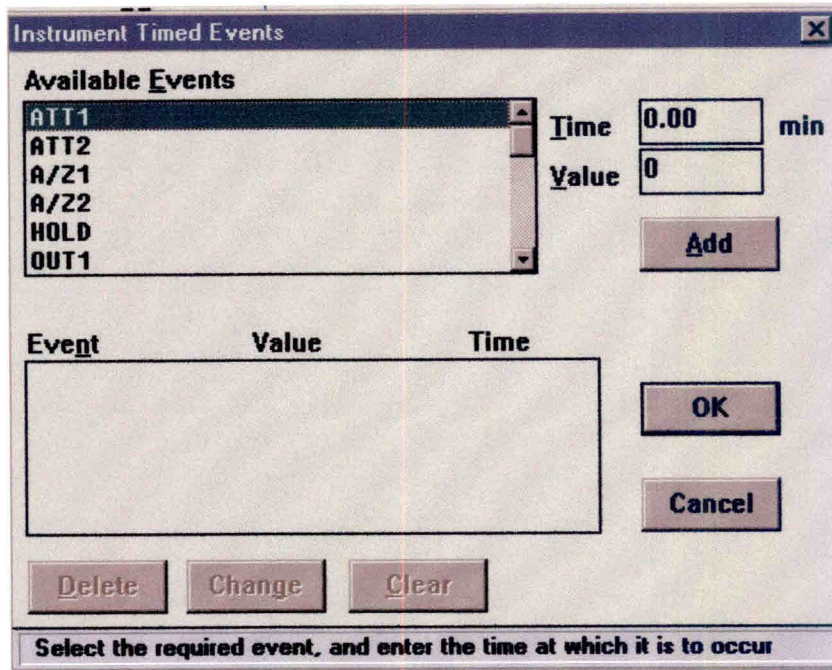 Instrument Timed Events
Available Events
ATT1
ATT2
A/Z1
A/Z2
HOLD
OUT1
Time 0.00 min
Value 0
Add
Event Value Time
OK
Cancel
Delete Change Clear
Select the required event, and enter the time at which it is to occur